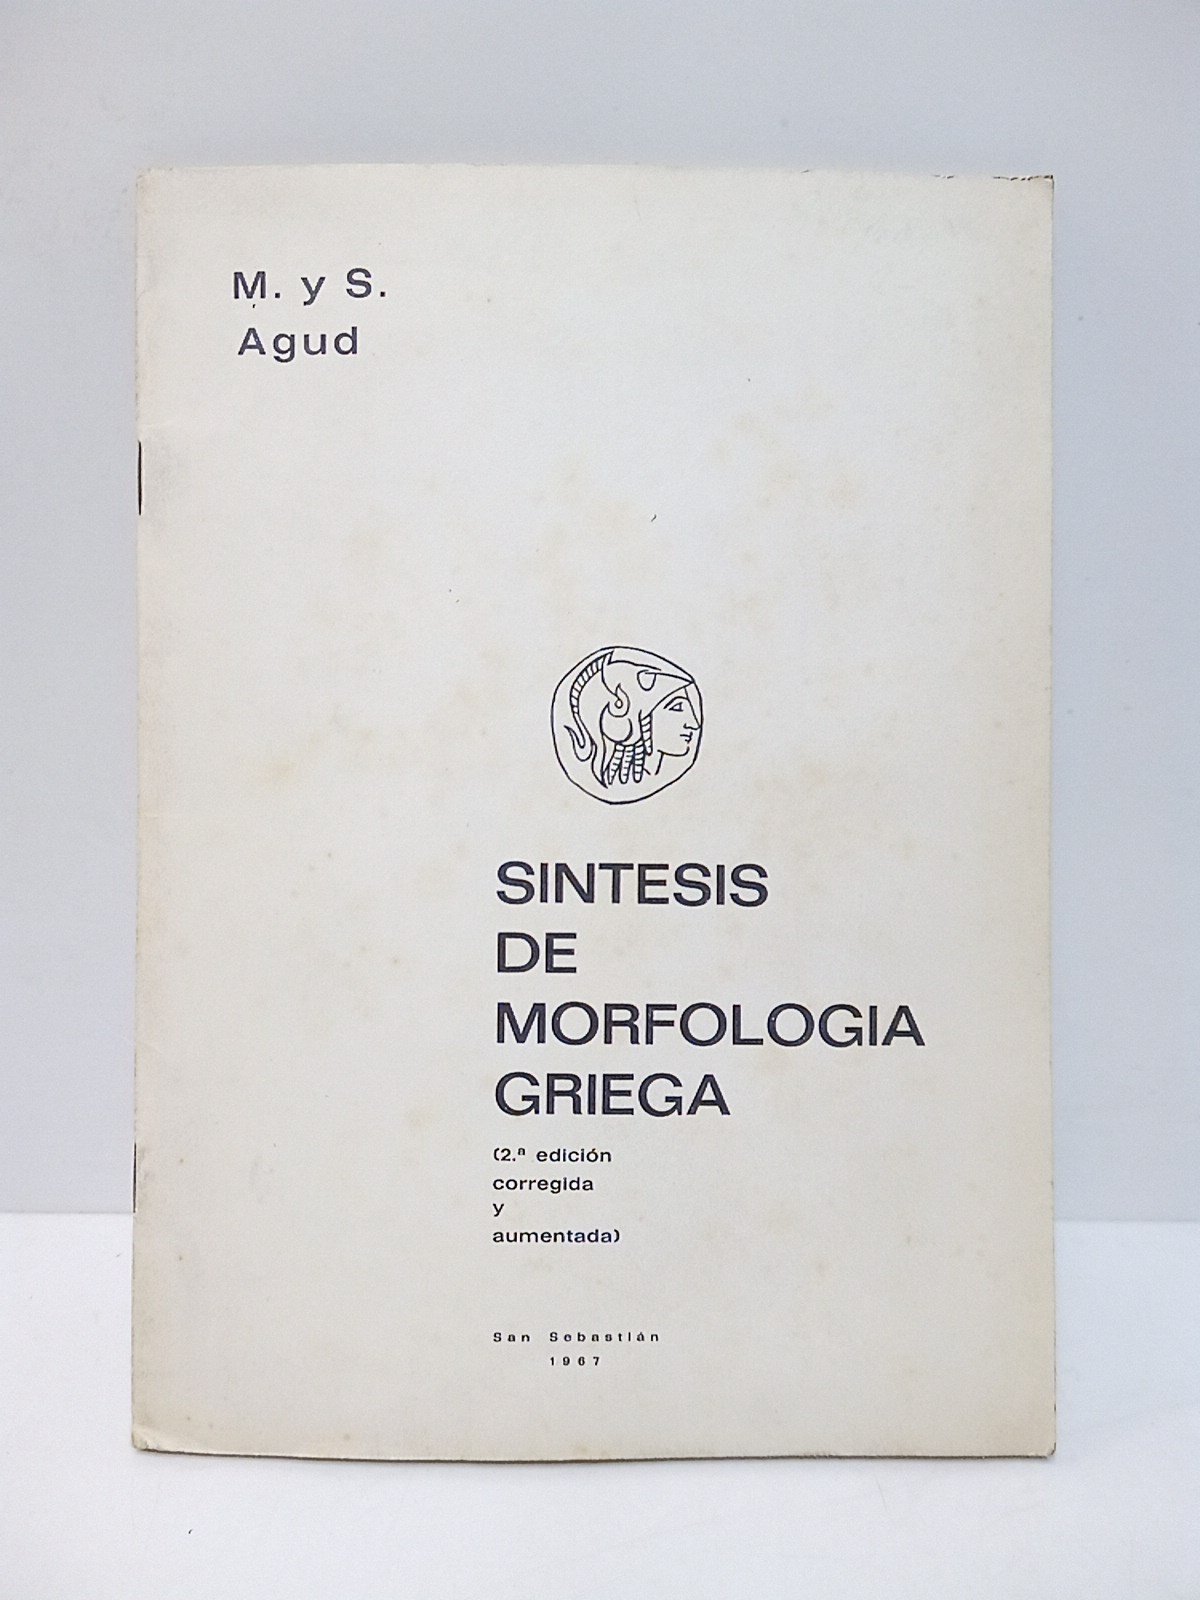 M. y S.
Agud
SINTESIS
DE
MORFOLOGIA
GRIEGA
(2.ª edición
corregida
y
aumentada)
San Sebastián
1967